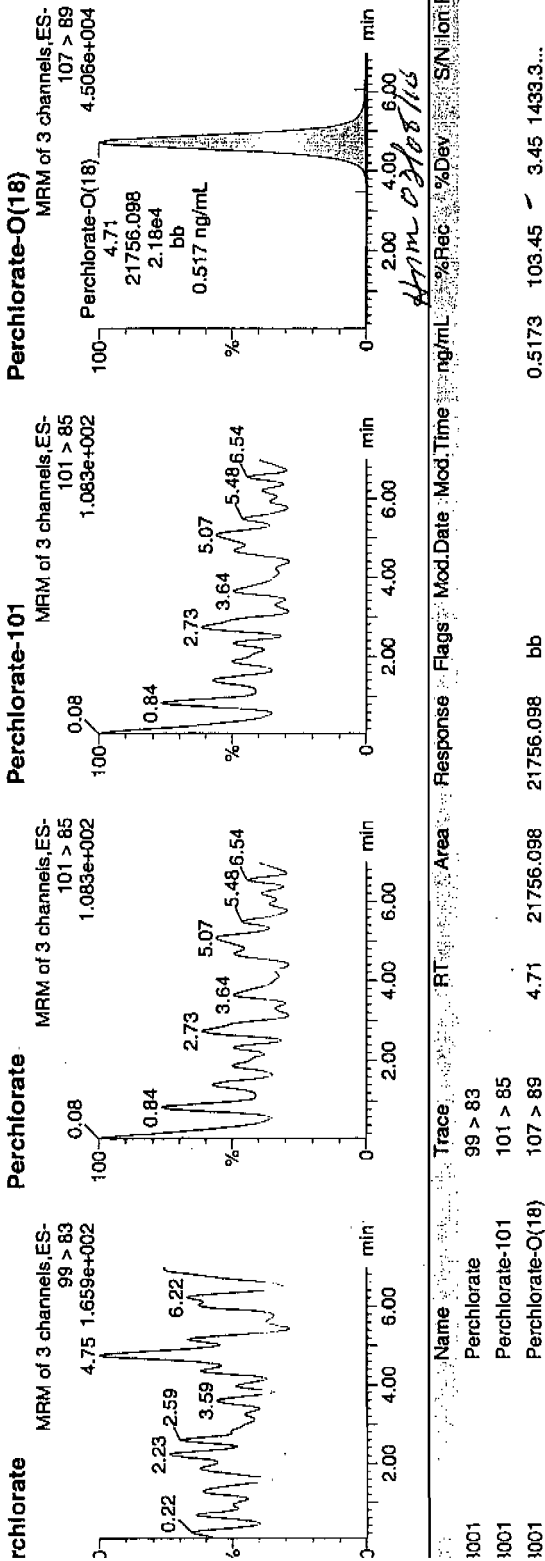 rchlorate
MRM of 3 channels,ES-
99 > 83
1.659e+002
4.75
0.22
2.23
2.59
3.59
6.22
0
2.00
4.00
6.00
min
Perchlorate
MRM of 3 channels,ES-
101 > 85
1.083e+002
100
%
0
0.08
0.84
2.73
3.64
5.07
5.48
6.54
2.00
4.00
6.00
min
Perchlorate-101
MRM of 3 channels,ES-
101 > 85
1.083e+002
100
%
0
0.08
0.84
2.73
3.64
5.07
5.48
6.54
2.00
4.00
6.00
min
Perchlorate-O(18)
MRM of 3 channels,ES-
107 > 89
4.506e+004
100
%
0
Perchlorate-O(18)
4.71
21756.098
2.18e4
bb
0.517 ng/mL
2.00
4.00
6.00
min
03/08/16
Name Trace RT Area Response Flags Mod.Date Mod.Time ng/mL %Rec %Dev S/N Ion
3001 Perchlorate 99 > 83
3001 Perchlorate-101 101 > 85
3001 Perchlorate-O(18) 107 > 89 4.71 21756.098 21756.098 bb 0.5173 103.45 3.45 1433.3...